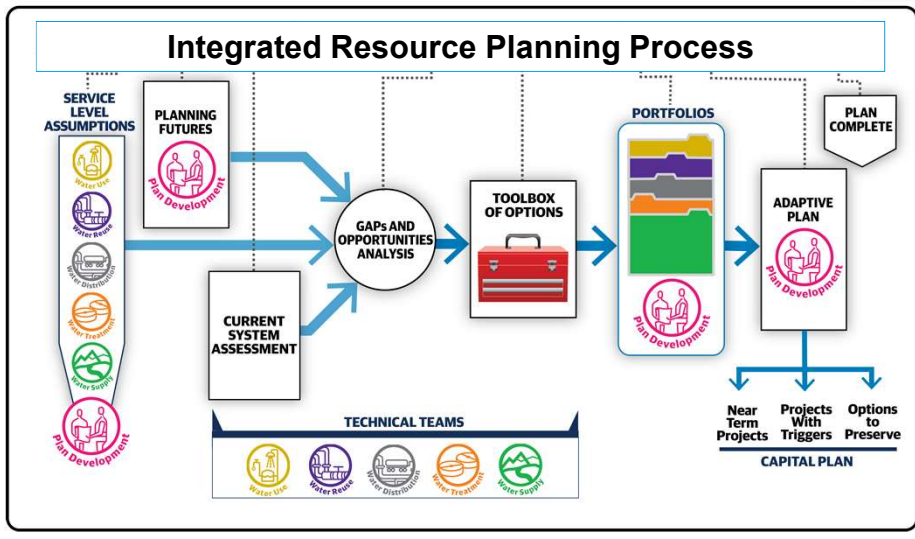 Integrated Resource Planning Process
SERVICE
LEVEL
ASSUMPTIONS
Water Use
Water Reuse
Water Distribution
Water Treatment
Water Supply
Plan Development
PLANNING
FUTURES
Plan Development
CURRENT
SYSTEM
ASSESSMENT
GAPs AND
OPPORTUNITIES
ANALYSIS
TOOLBOX
OF OPTIONS
PORTFOLIOS
Plan Development
PLAN
COMPLETE
ADAPTIVE
PLAN
Plan Development
Near
Term
Projects
Projects
With
Triggers
Options
to
Preserve
CAPITAL PLAN
TECHNICAL TEAMS
Water Use
Water Reuse
Water Distribution
Water Treatment
Water Supply